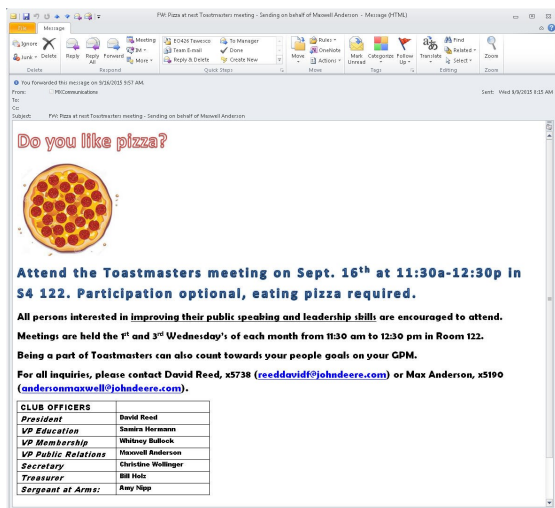 FW: Pizza at nest Toastmasters meeting - Sending on behalf of Maxwell Anderson - Message (HTML)
File Message
Ignore
Junk Delete
Reply Reply All Forward
Meeting
IM
More
EO426 Yawecco
Team E-mail
Reply & Delete
To Manager
Done
Create New
Move
Rules
OneNote
Actions
Mark Unread Categorize Follow Up
Translate
Find
Related
Select
Zoom
Delete Respond Quick Steps Move Tags Editing Zoom
You forwarded this message on 9/16/2015 9:57 AM.
From: MXCommunications Sent: Wed 9/9/2015 8:15 AM
To:
Cc:
Subject: FW: Pizza at nest Toastmasters meeting - Sending on behalf of Maxwell Anderson
Do you like pizza?
Attend the Toastmasters meeting on Sept. 16th at 11:30a-12:30p in
S4 122. Participation optional, eating pizza required.
All persons interested in improving their public speaking and leadership skills are encouraged to attend.
Meetings are held the 1st and 3rd Wednesday's of each month from 11:30 am to 12:30 pm in Room 122.
Being a part of Toastmasters can also count towards your people goals on your GPM.
For all inquiries, please contact David Reed, x5738 (reeddavidf@johndeere.com) or Max Anderson, x5190
(andersonmaxwell@johndeere.com).
CLUB OFFICERS
President David Reed
VP Education Samira Hermann
VP Membership Whitney Bullock
VP Public Relations Maxwell Anderson
Secretary Christine Wollinger
Treasurer Bill Holz
Sergeant at Arms: Amy Nipp